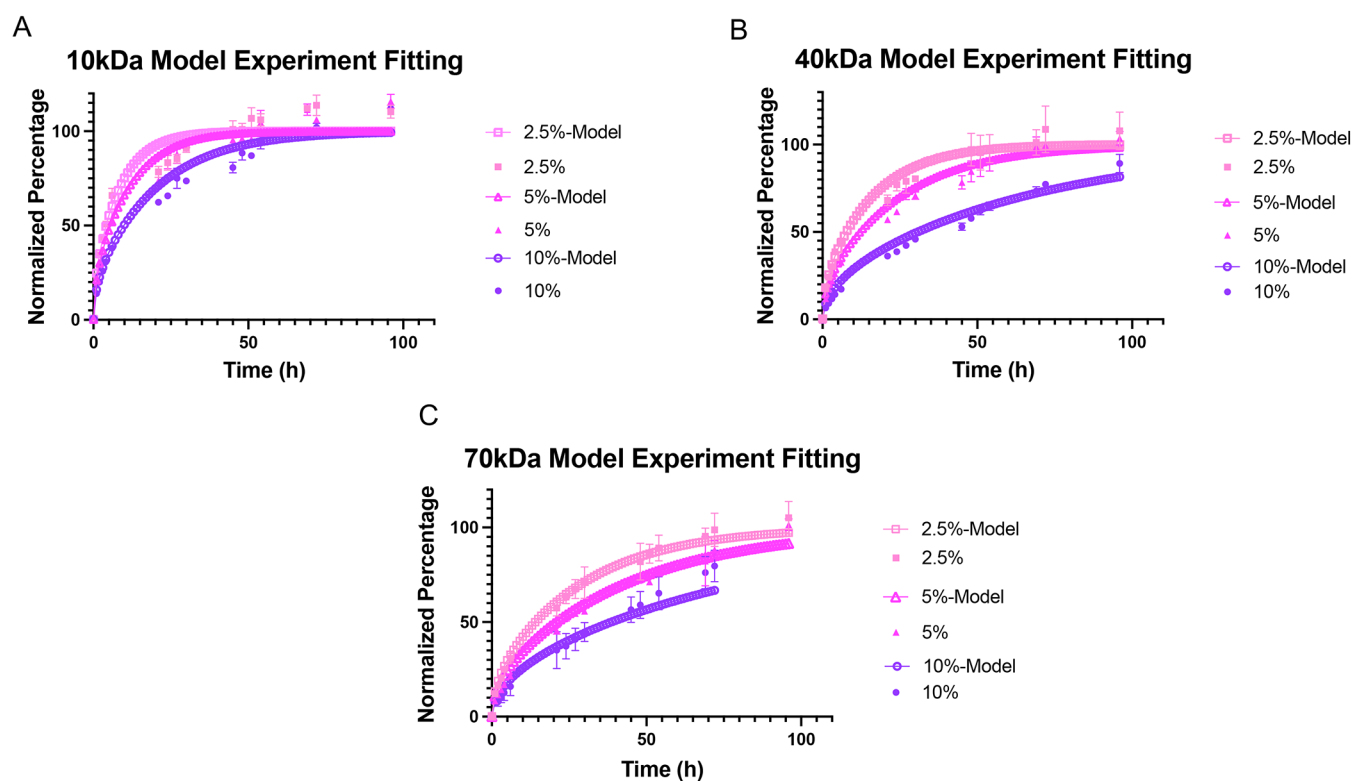 A
10kDa Model Experiment Fitting
Normalized Percentage
100
50
0
0
50
100
Time (h)
2.5%-Model
2.5%
5%-Model
5%
10%-Model
10%
B
40kDa Model Experiment Fitting
Normalized Percentage
100
50
0
0
50
100
Time (h)
2.5%-Model
2.5%
5%-Model
5%
10%-Model
10%
C
70kDa Model Experiment Fitting
Normalized Percentage
100
50
0
0
50
100
Time (h)
2.5%-Model
2.5%
5%-Model
5%
10%-Model
10%